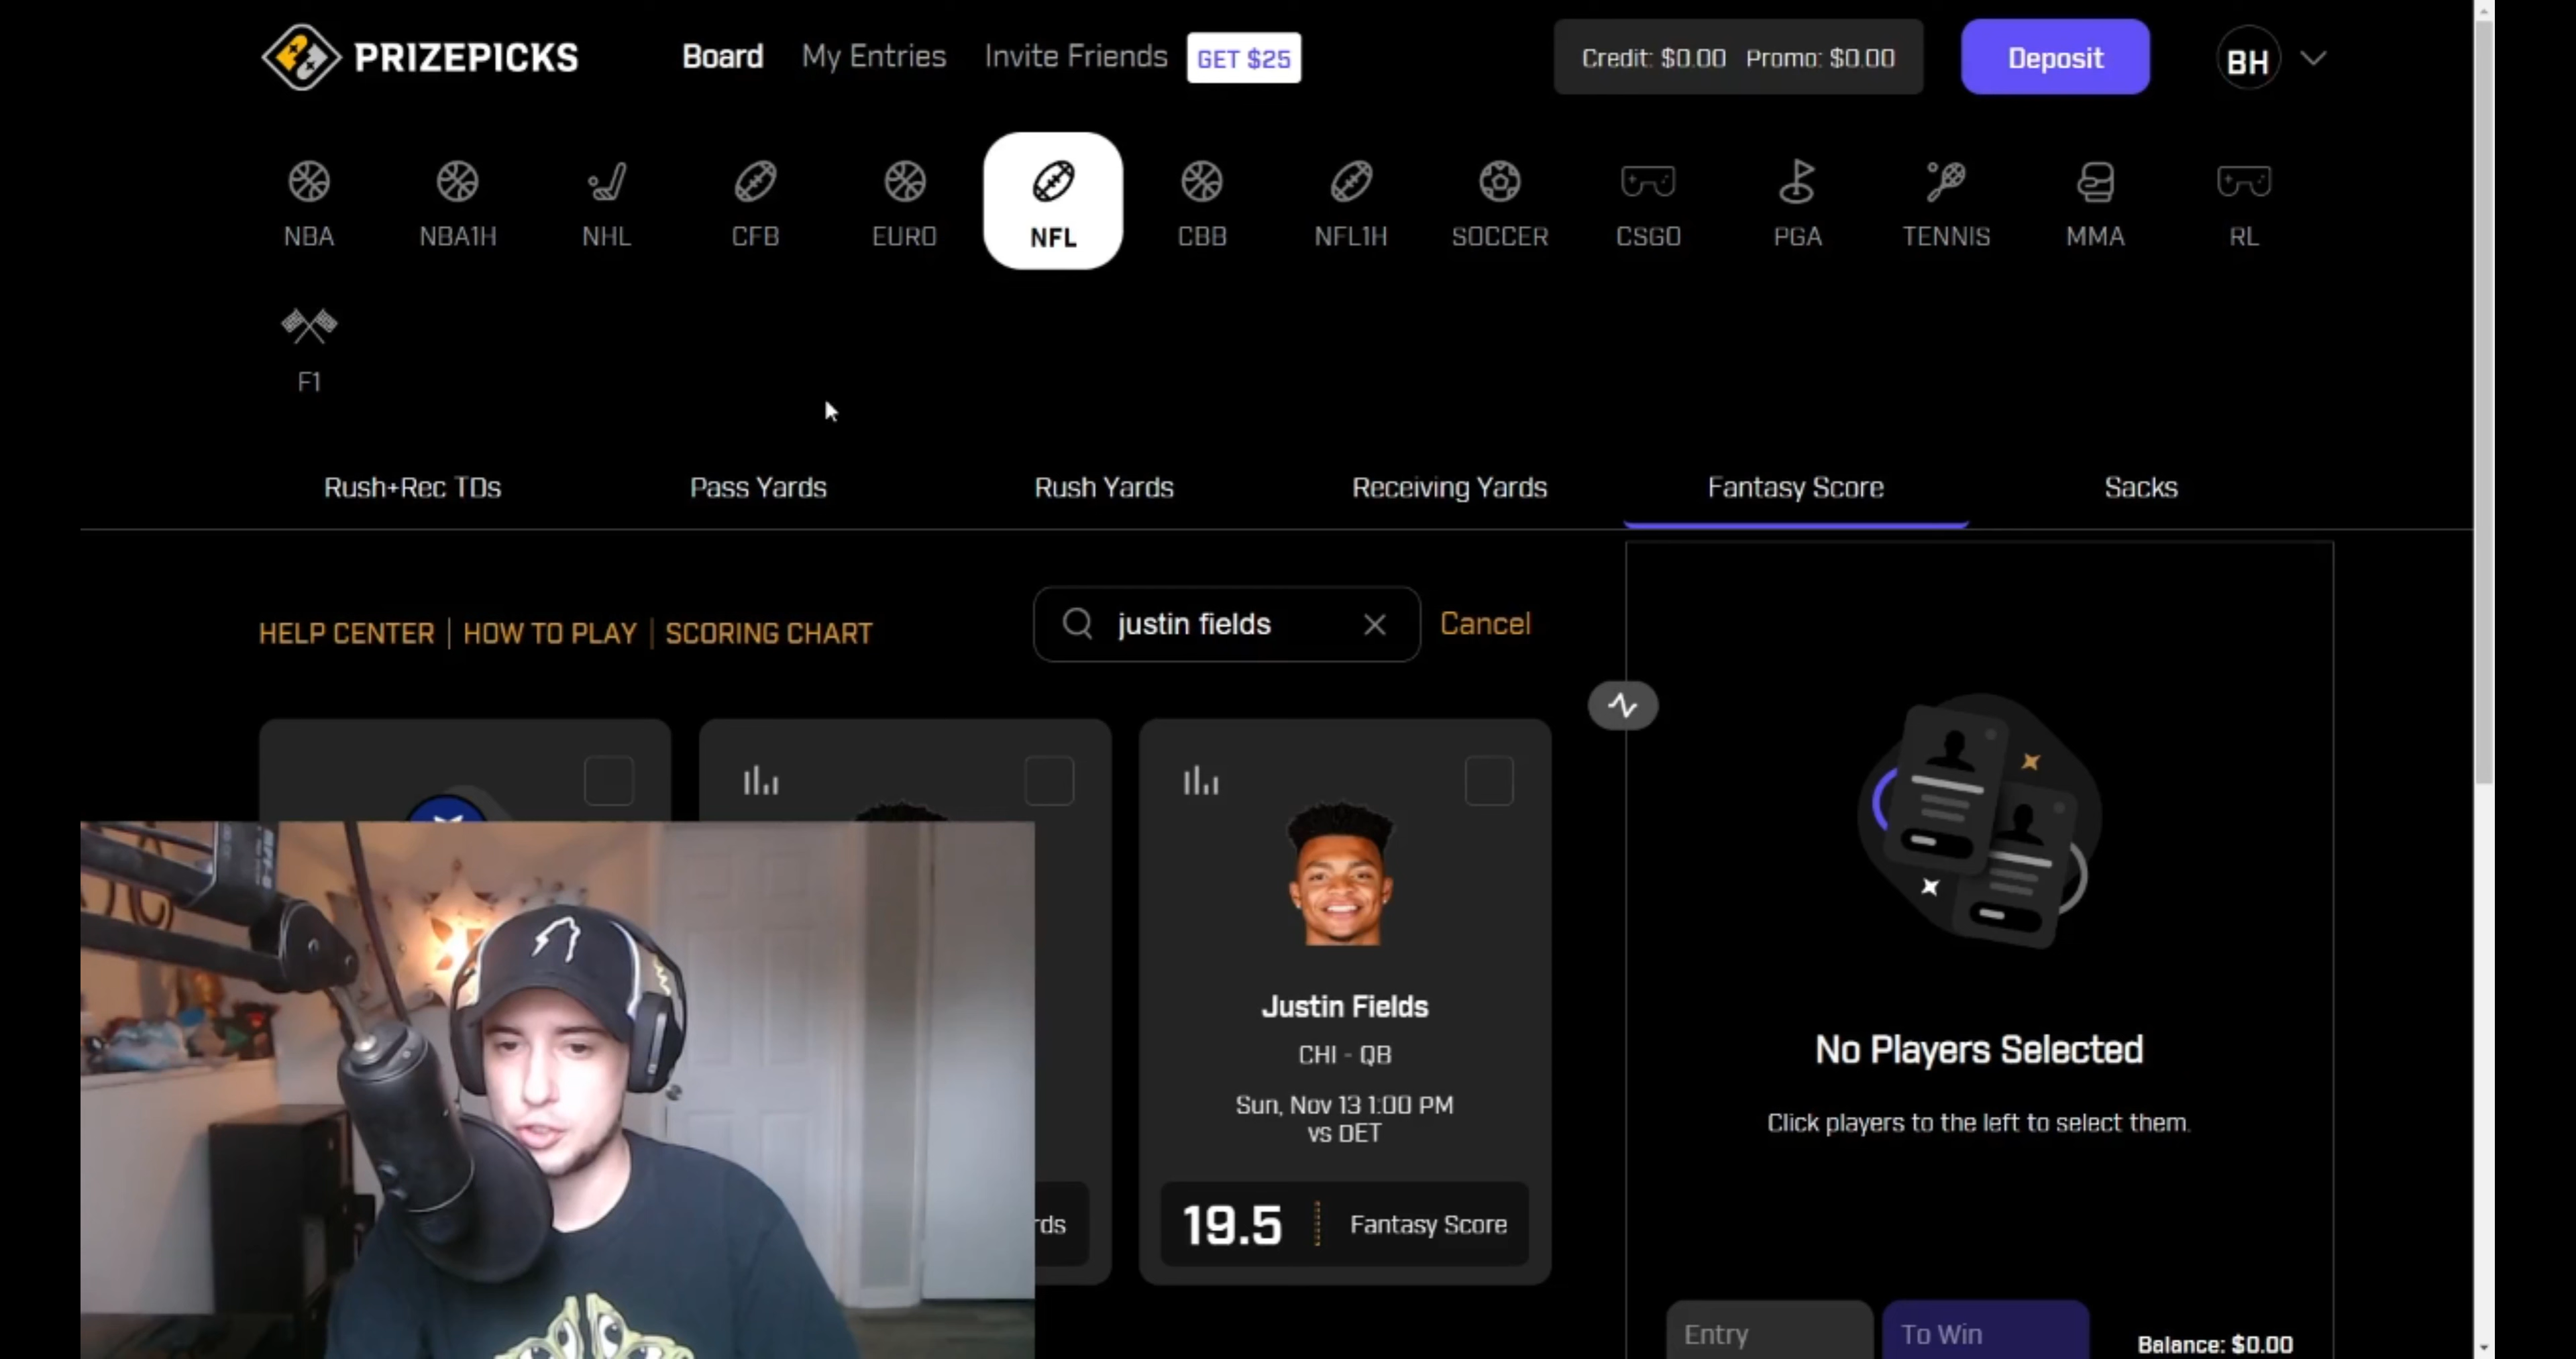 PRIZEPICKS Board My Entries Invite Friends GET $25 Credit: $0.00 Promo: $0.00 Deposit BH
NBA NBA1H NHL CFB EURO NFL CBB NFL1H SOCCER CSGO PGA TENNIS MMA RL
F1
Rush+Rec TDs Pass Yards Rush Yards Receiving Yards Fantasy Score Sacks
HELP CENTER | HOW TO PLAY | SCORING CHART
justin fields Cancel
Justin Fields
CHI - QB
Sun, Nov 13 1:00 PM
vs DET
19.5 Fantasy Score
No Players Selected
Click players to the left to select them.
Entry To Win
Balance: $0.00